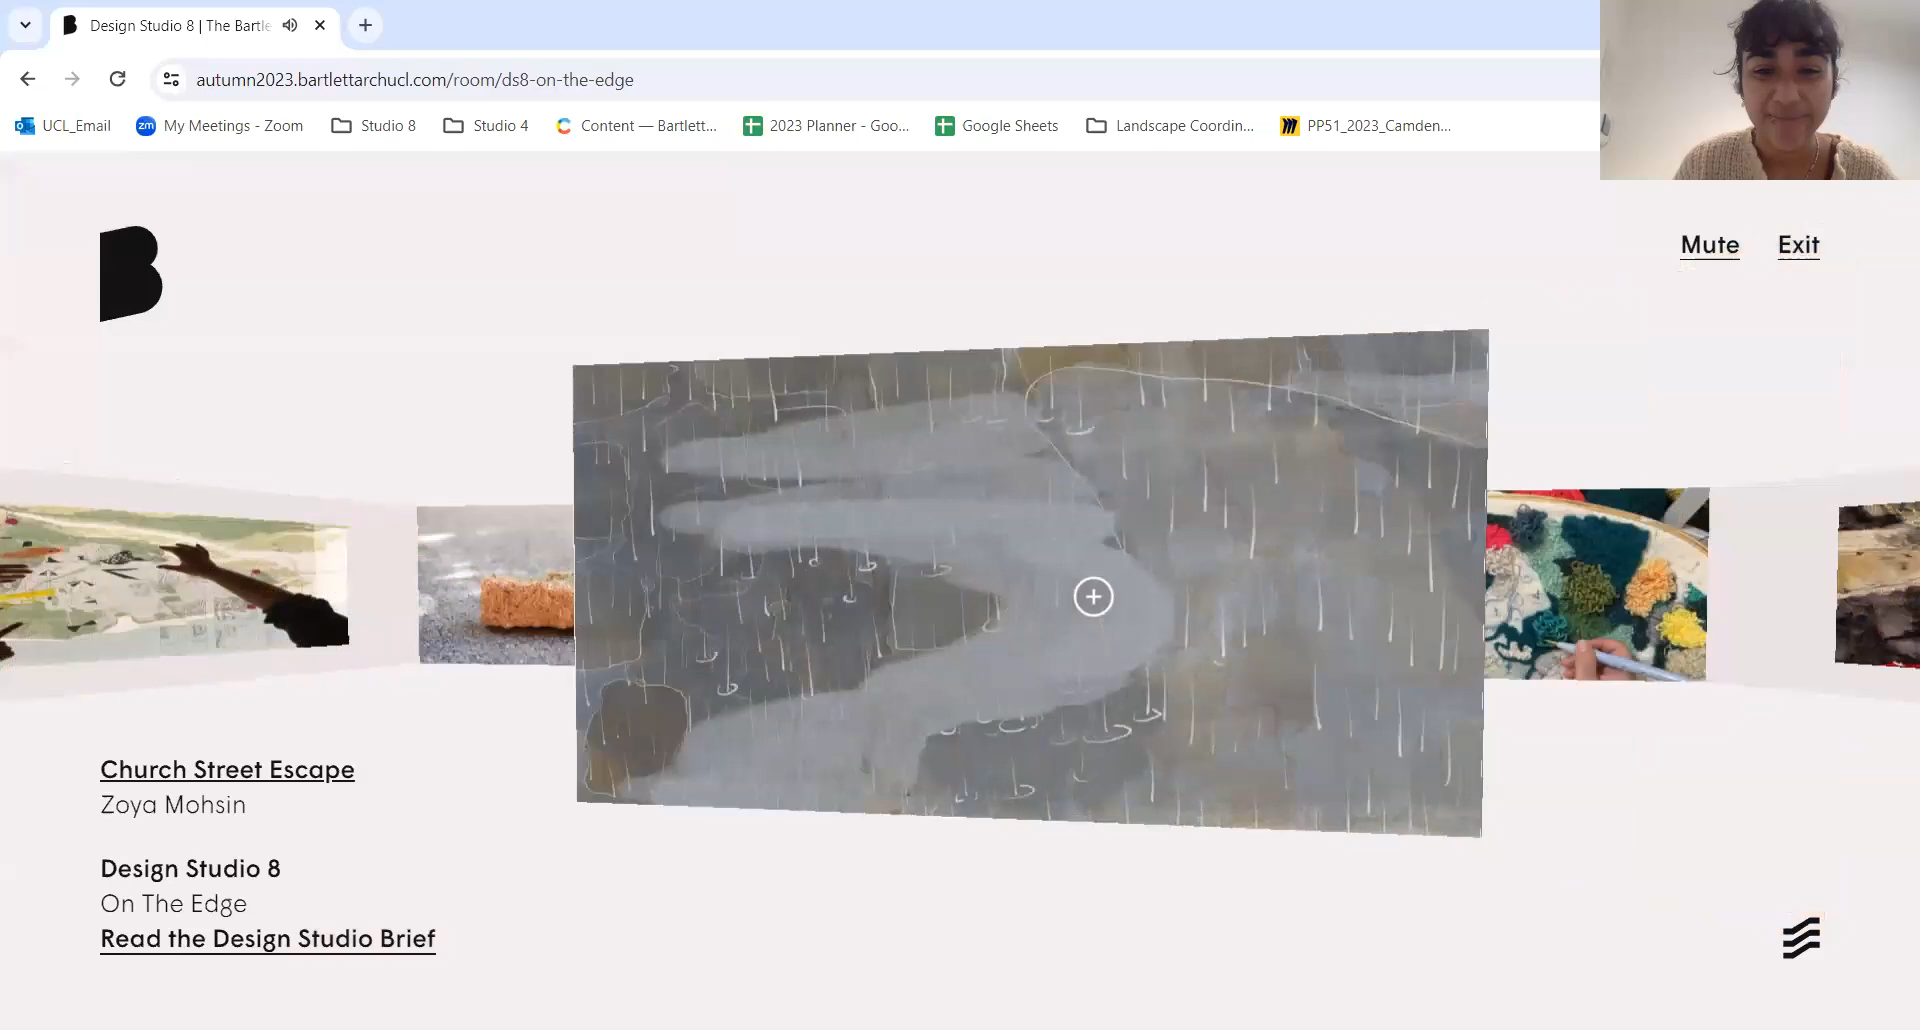 Design Studio 8 | The Bartle
autumn2023.bartlettarchucl.com/room/ds8-on-the-edge
UCL_Email
zm
My Meetings - Zoom
Studio 8
Studio 4
Content — Bartlett...
2023 Planner - Goo...
Google Sheets
Landscape Coordin...
PP51_2023_Camden...
B
Mute
Exit
Church Street Escape
Zoya Mohsin
Design Studio 8
On The Edge
Read the Design Studio Brief